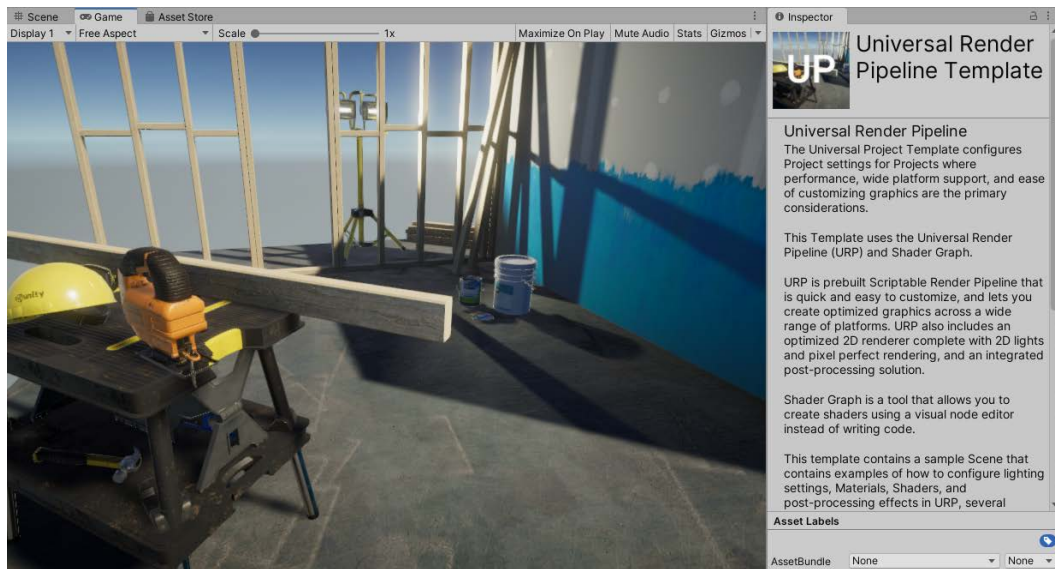 Scene
Game
Asset Store
Inspector
Display 1
Free Aspect
Scale
1x
Maximize On Play
Mute Audio
Stats
Gizmos
unity
UP
Universal Render
Pipeline Template
Universal Render Pipeline
The Universal Project Template configures
Project settings for Projects where
performance, wide platform support, and ease
of customizing graphics are the primary
considerations.
This Template uses the Universal Render
Pipeline (URP) and Shader Graph.
URP is prebuilt Scriptable Render Pipeline that
is quick and easy to customize, and lets you
create optimized graphics across a wide
range of platforms. URP also includes an
optimized 2D renderer complete with 2D lights
and pixel perfect rendering, and an integrated
post-processing solution.
Shader Graph is a tool that allows you to
create shaders using a visual node editor
instead of writing code.
This template contains a sample Scene that
contains examples of how to configure lighting
settings, Materials, Shaders, and
post-processing effects in URP, several
Asset Labels
AssetBundle
None
None